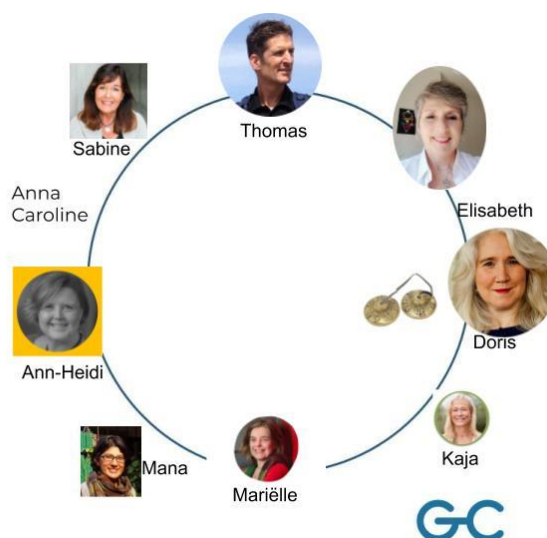 Thomas
Sabine
Elisabeth
Anna
Caroline
Doris
Ann-Heidi
Kaja
Mana
Mariëlle
GC